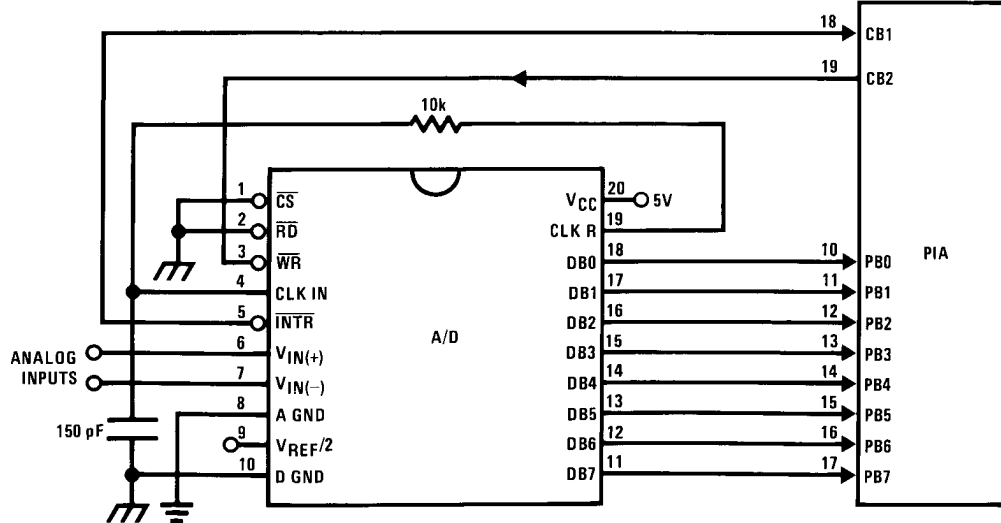 18 CB1
19 CB2
10k
1 CS
2 RD
3 WR
4 CLK IN
5 INTR
6 VIN(+)
7 VIN(−)
8 A GND
9 VREF/2
10 D GND
ANALOG
INPUTS
150 pF
A/D
VCC 20 5V
CLK R 19
DB0 18 10 PB0
DB1 17 11 PB1
DB2 16 12 PB2
DB3 15 13 PB3
DB4 14 14 PB4
DB5 13 15 PB5
DB6 12 16 PB6
DB7 11 17 PB7
PIA